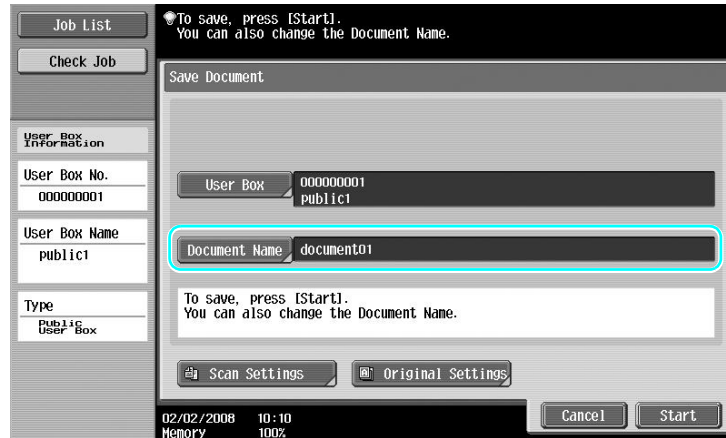 Job List
Check Job
To save, press [Start].
You can also change the Document Name.
Save Document
User Box
Information
User Box No.
000000001
User Box Name
public1
Type
Public
User Box
User Box
000000001
public1
Document Name
document01
To save, press [Start].
You can also change the Document Name.
Scan Settings
Original Settings
02/02/2008 10:10
Memory 100%
Cancel
Start